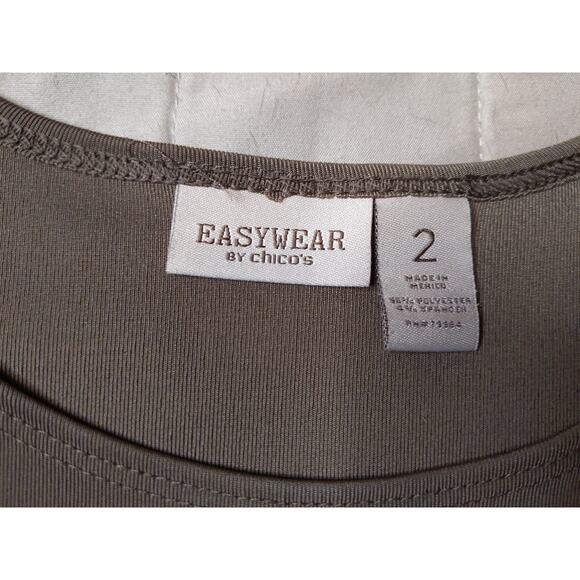 EASYWEAR
BY chico's
2
MADE IN
MEXICO
96% POLYESTER
4% SPANDEX